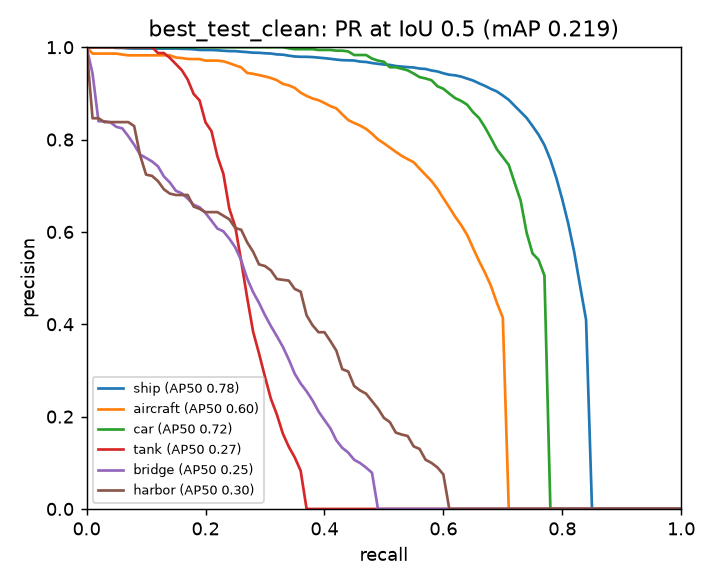 best_test_clean: PR at IoU 0.5 (mAP 0.219)
1.0
0.8
0.6
0.4
0.2
0.0
precision
ship (AP50 0.78)
aircraft (AP50 0.60)
car (AP50 0.72)
tank (AP50 0.27)
bridge (AP50 0.25)
harbor (AP50 0.30)
0.0 0.2 0.4 0.6 0.8 1.0
recall